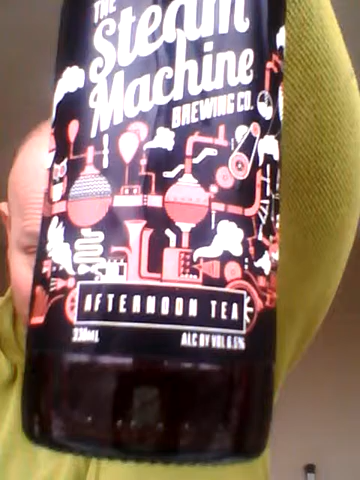 THE
Steam
Machine
BREWING CO.
AFTERNOON TEA
330ML
ALC BY VOL 6.5%